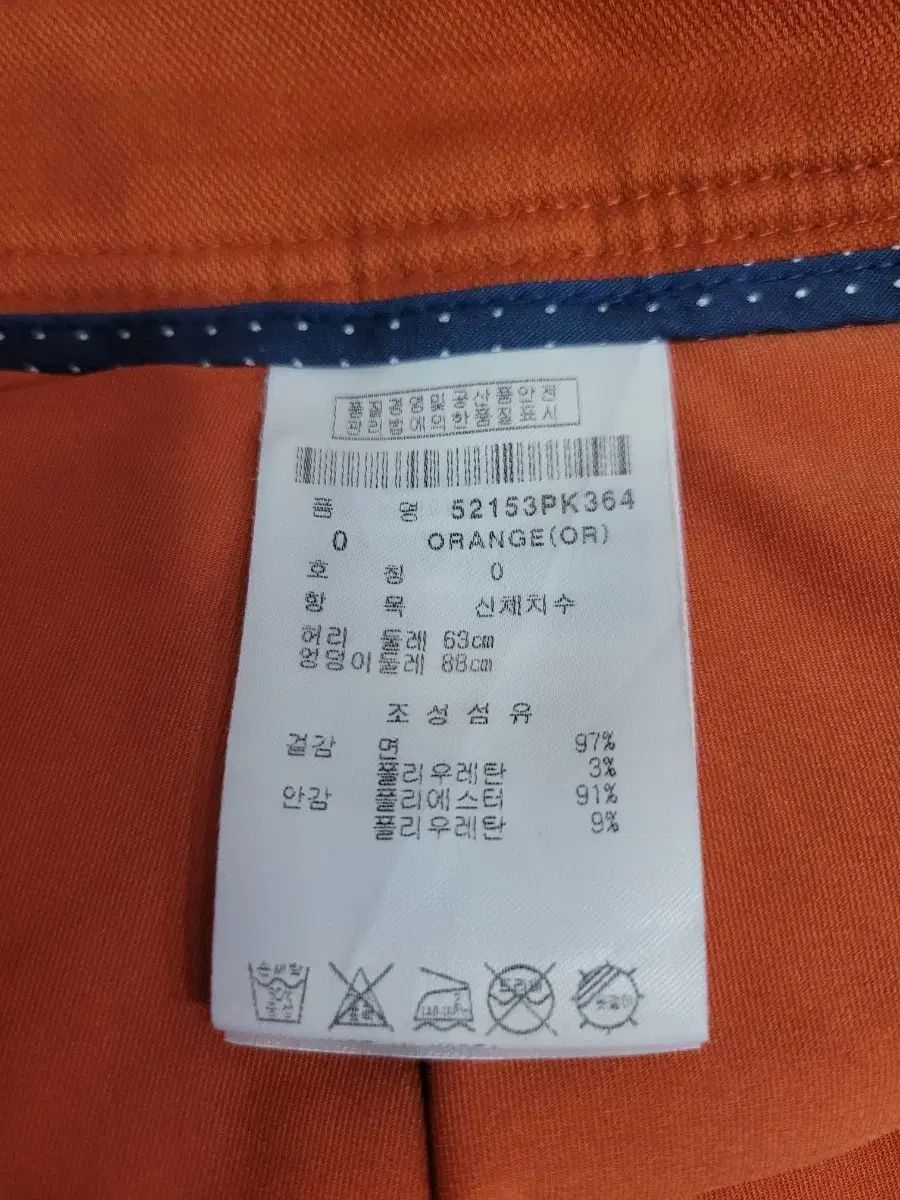 품질경영및공산품안전
관리법에의한품질표시
품 명 52153PK364
0 ORANGE(OR)
호 칭 0
항 목 신체치수
허리 둘레 63cm
엉덩이둘레 88cm
조성섬유
겉감 면 97%
폴리우레탄 3%
안감 폴리에스터 91%
폴리우레탄 9%
손세탁